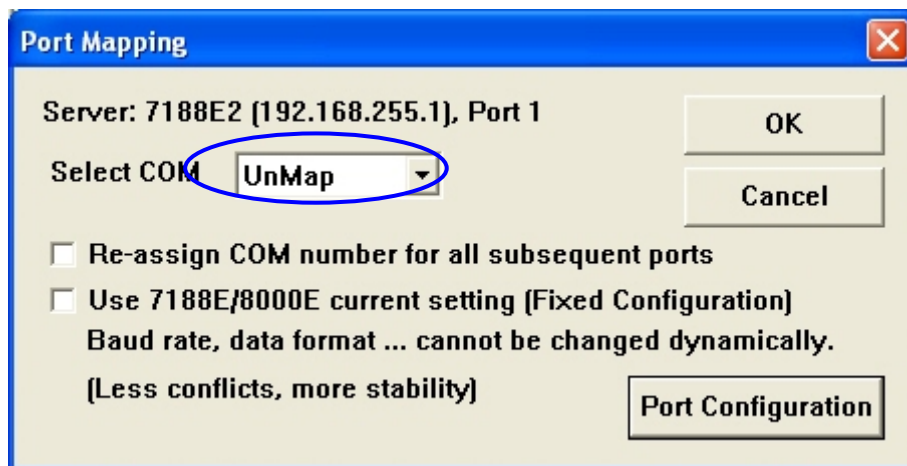 Port Mapping
Server: 7188E2 (192.168.255.1), Port 1
OK
Select COM UnMap
Cancel
Re-assign COM number for all subsequent ports
Use 7188E/8000E current setting (Fixed Configuration)
Baud rate, data format ... cannot be changed dynamically.
(Less conflicts, more stability)
Port Configuration